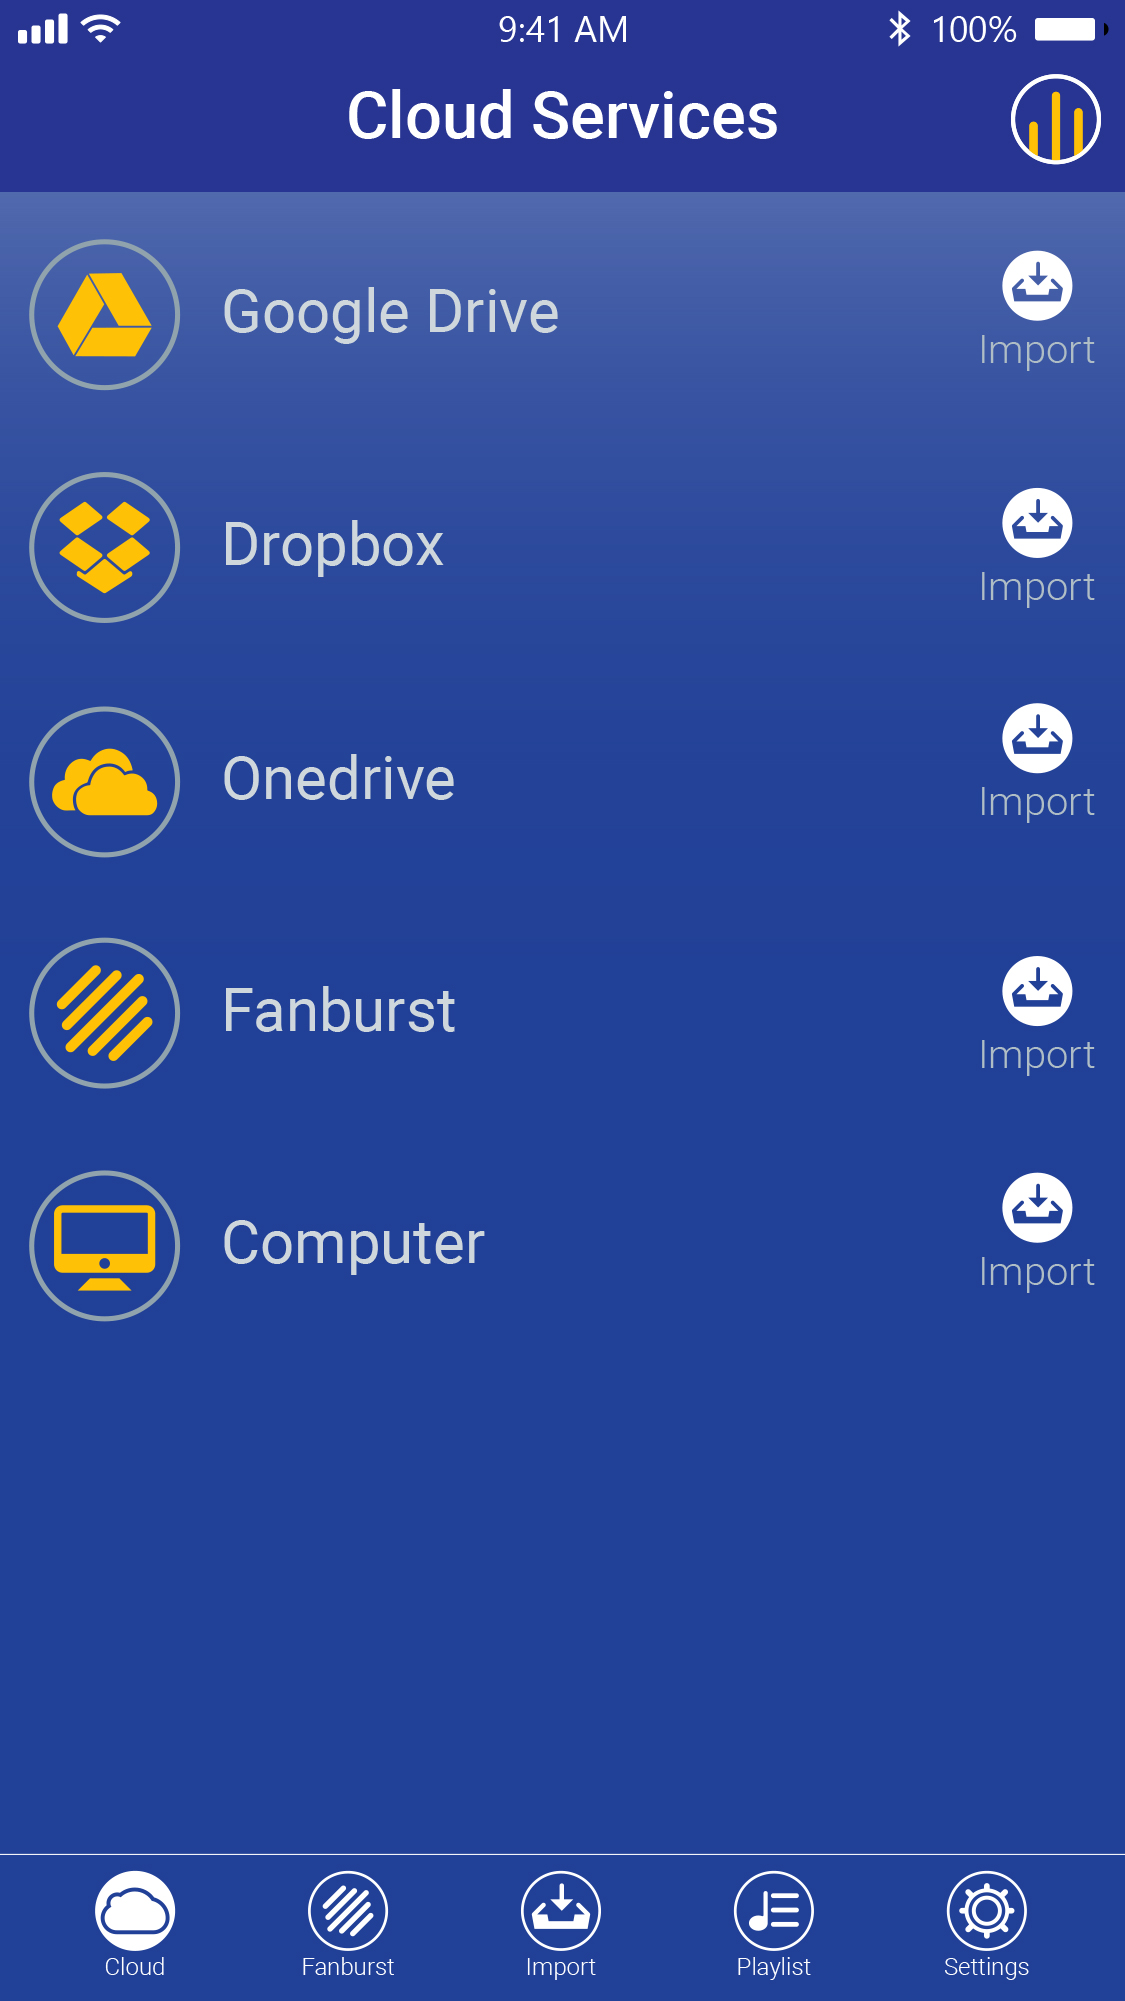 9:41 AM 100%
Cloud Services
Google Drive
Import
Dropbox
Import
Onedrive
Import
Fanburst
Import
Computer
Import
Cloud Fanburst Import Playlist Settings